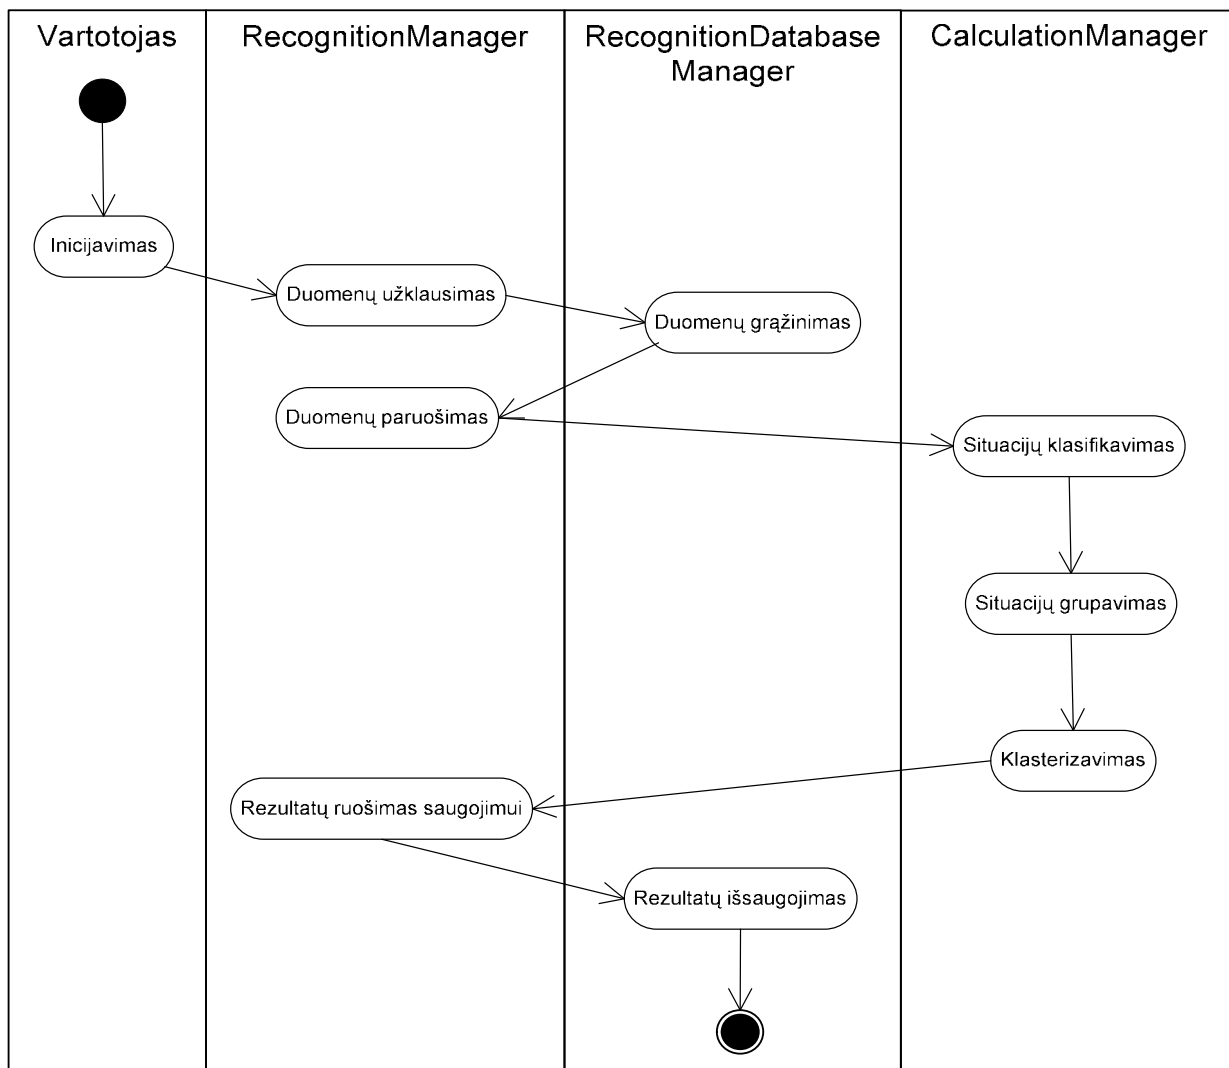 Vartotojas
RecognitionManager
RecognitionDatabase
Manager
CalculationManager
Inicijavimas
Duomenų užklausimas
Duomenų grąžinimas
Duomenų paruošimas
Situacijų klasifikavimas
Situacijų grupavimas
Klasterizavimas
Rezultatų ruošimas saugojimui
Rezultatų išsaugojimas